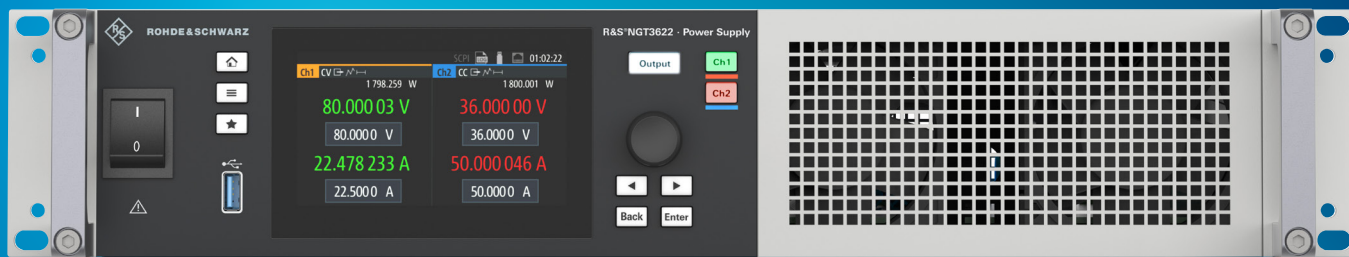 R&S
ROHDE&SCHWARZ
R&S®NGT3622 · Power Supply
SCPI 01:02:22
Ch1 CV
Ch2 CC
1 798.259 W
1 800.001 W
80.000 03 V
36.000 00 V
80.0000 V
36.0000 V
22.478 233 A
50.000 046 A
22.5000 A
50.0000 A
I
0
Output
Ch1
Ch2
Back
Enter